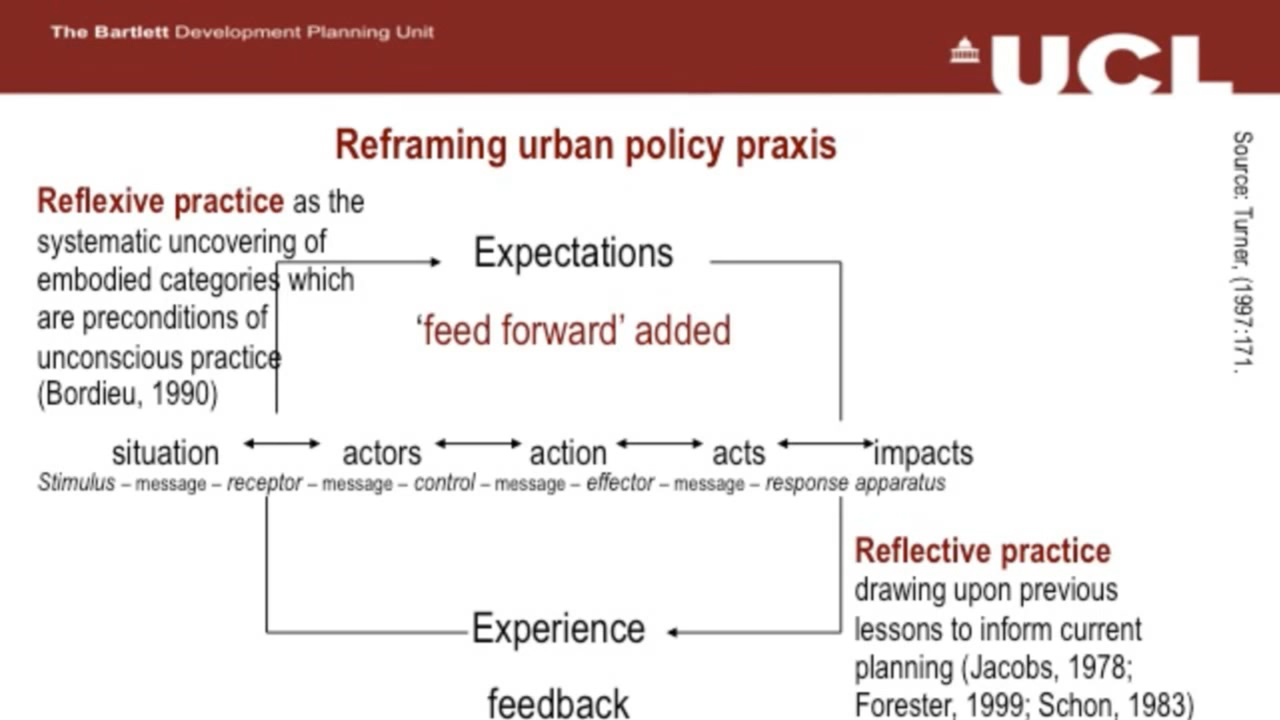 The Bartlett Development Planning Unit
UCL
Reframing urban policy praxis
Source: Turner, (1997:171.
Reflexive practice as the
systematic uncovering of
embodied categories which
are preconditions of
unconscious practice
(Bordieu, 1990)
Expectations
‘feed forward’ added
situation actors action acts impacts
Stimulus – message – receptor – message – control – message – effector – message – response apparatus
Reflective practice
drawing upon previous
lessons to inform current
planning (Jacobs, 1978;
Forester, 1999; Schon, 1983)
Experience
feedback